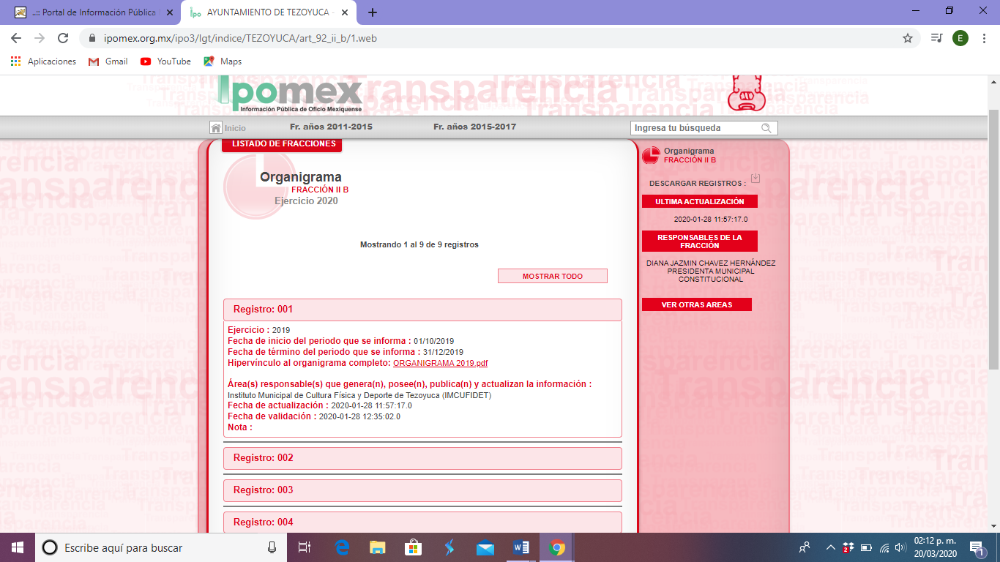 ..:: Portal de Información Pública
AYUNTAMIENTO DE TEZOYUCA -
ipomex.org.mx/ipo3/lgt/indice/TEZOYUCA/art_92_ii_b/1.web
E
Aplicaciones Gmail YouTube Maps
Transparencia
Ipomex
Información Pública de Oficio Mexiquense
Inicio Fr. años 2011-2015 Fr. años 2015-2017 Ingresa tu búsqueda
LISTADO DE FRACCIONES
Organigrama
FRACCIÓN II B
Ejercicio 2020
Mostrando 1 al 9 de 9 registros
MOSTRAR TODO
Registro: 001
Ejercicio : 2019
Fecha de inicio del periodo que se informa : 01/10/2019
Fecha de término del periodo que se informa : 31/12/2019
Hipervínculo al organigrama completo: ORGANIGRAMA 2019.pdf
Área(s) responsable(s) que genera(n), posee(n), publica(n) y actualizan la información :
Instituto Municipal de Cultura Física y Deporte de Tezoyuca (IMCUFIDET)
Fecha de actualización : 2020-01-28 11:57:17.0
Fecha de validación : 2020-01-28 12:35:02.0
Nota :
Registro: 002
Registro: 003
Registro: 004
Organigrama
FRACCIÓN II B
DESCARGAR REGISTROS :
ULTIMA ACTUALIZACIÓN
2020-01-28 11:57:17.0
RESPONSABLES DE LA
FRACCIÓN
DIANA JAZMIN CHAVEZ HERNÁNDEZ
PRESIDENTA MUNICIPAL
CONSTITUCIONAL
VER OTRAS AREAS
Escribe aquí para buscar
02:12 p. m.
20/03/2020